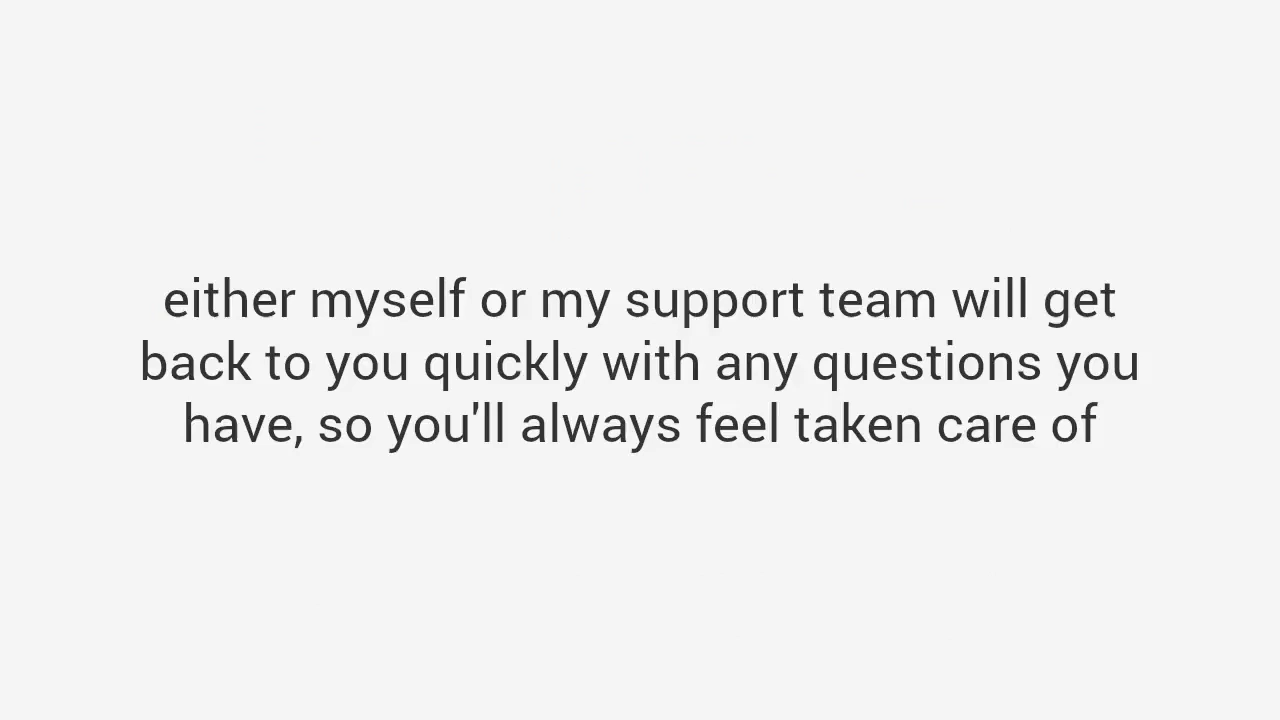 either myself or my support team will get
back to you quickly with any questions you
have, so you'll always feel taken care of